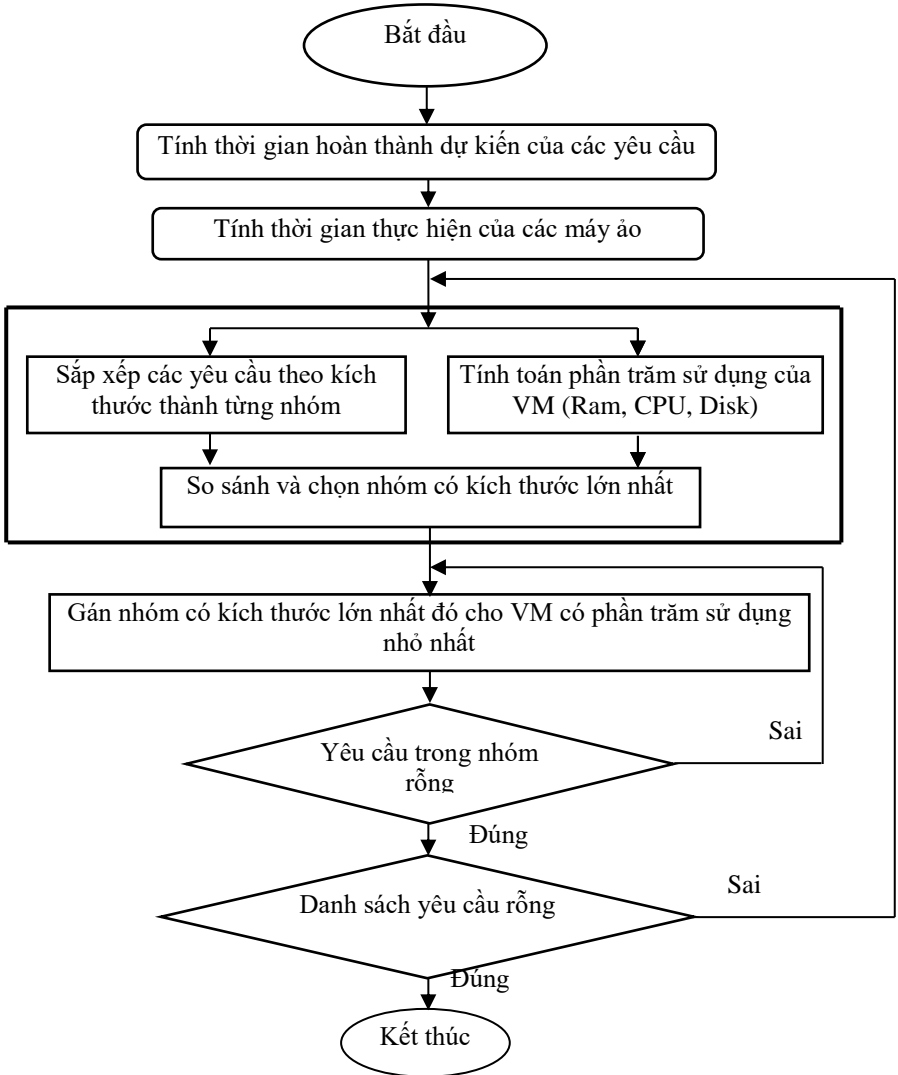 Bắt đầu
Tính thời gian hoàn thành dự kiến của các yêu cầu
Tính thời gian thực hiện của các máy ảo
Sắp xếp các yêu cầu theo kích
thước thành từng nhóm
Tính toán phần trăm sử dụng của
VM (Ram, CPU, Disk)
So sánh và chọn nhóm có kích thước lớn nhất
Gán nhóm có kích thước lớn nhất đó cho VM có phần trăm sử dụng
nhỏ nhất
Sai
Yêu cầu trong nhóm
rỗng
Đúng
Sai
Danh sách yêu cầu rỗng
Đúng
Kết thúc